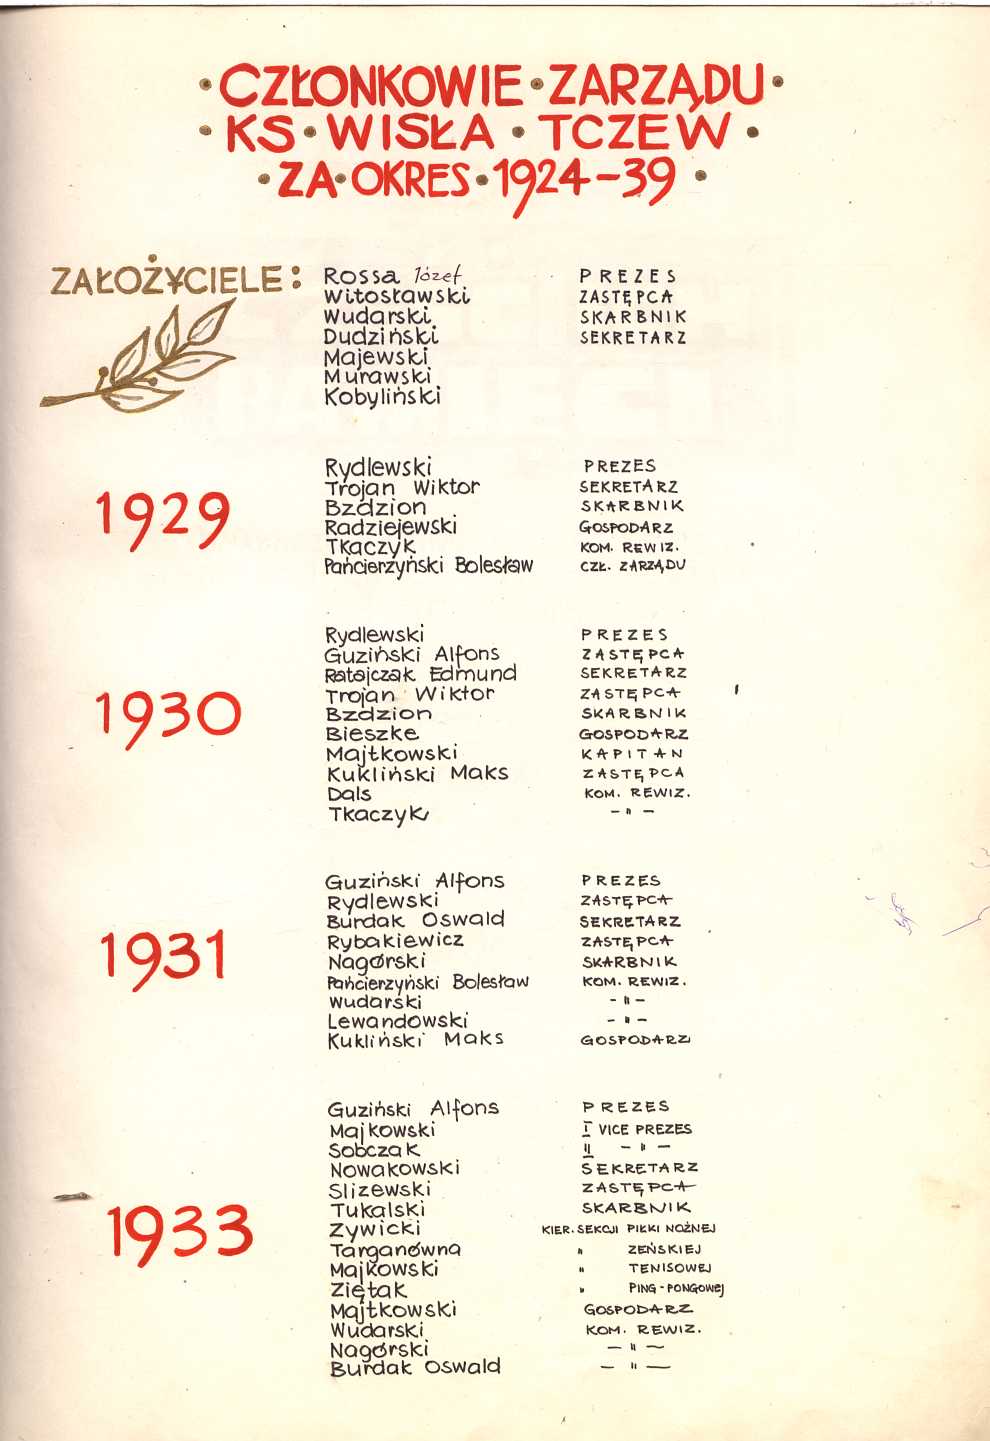 CZŁONKOWIE ZARZĄDU
KS WISŁA TCZEW
ZA OKRES 1924-39
ZAŁOŻYCIELE: Rossa Józef PREZES
Witosławski ZASTĘPCA
Wudarski SKARBNIK
Dudziński SEKRETARZ
Majewski
Murawski
Kobyliński
1929
Rydlewski PREZES
Trojan Wiktor SEKRETARZ
Bzdzion SKARBNIK
Radziejewski GOSPODARZ
Tkaczyk KOM. REWIZ.
Pańcierzyński Bolesław CZŁ. ZARZĄDU
1930
Rydlewski PREZES
Guziński Alfons ZASTĘPCA
Ratajczak Edmund SEKRETARZ
Trojan Wiktor ZASTĘPCA
Bzdzion SKARBNIK
Bieszke GOSPODARZ
Majtkowski KAPITAN
Kukliński Maks ZASTĘPCA
Dals KOM. REWIZ.
Tkaczyk - " -
1931
Guziński Alfons PREZES
Rydlewski ZASTĘPCA
Burdak Oswald SEKRETARZ
Rybakiewicz ZASTĘPCA
Nagórski SKARBNIK
Pańcierzyński Bolesław KOM. REWIZ.
Wudarski - " -
Lewandowski - " -
Kukliński Maks GOSPODARZ
1933
Guziński Alfons PREZES
Majkowski I VICE PREZES
Sobczak II - " -
Nowakowski SEKRETARZ
Slizewski ZASTĘPCA
Tukalski SKARBNIK
Zywicki KIER. SEKCJI PIŁKI NOŻNEJ
Targanówna " ZEŃSKIEJ
Majkowski " TENISOWEJ
Ziętak " PING-PONGOWEJ
Majtkowski GOSPODARZ
Wudarski KOM. REWIZ.
Nagórski - " -
Burdak Oswald - " -